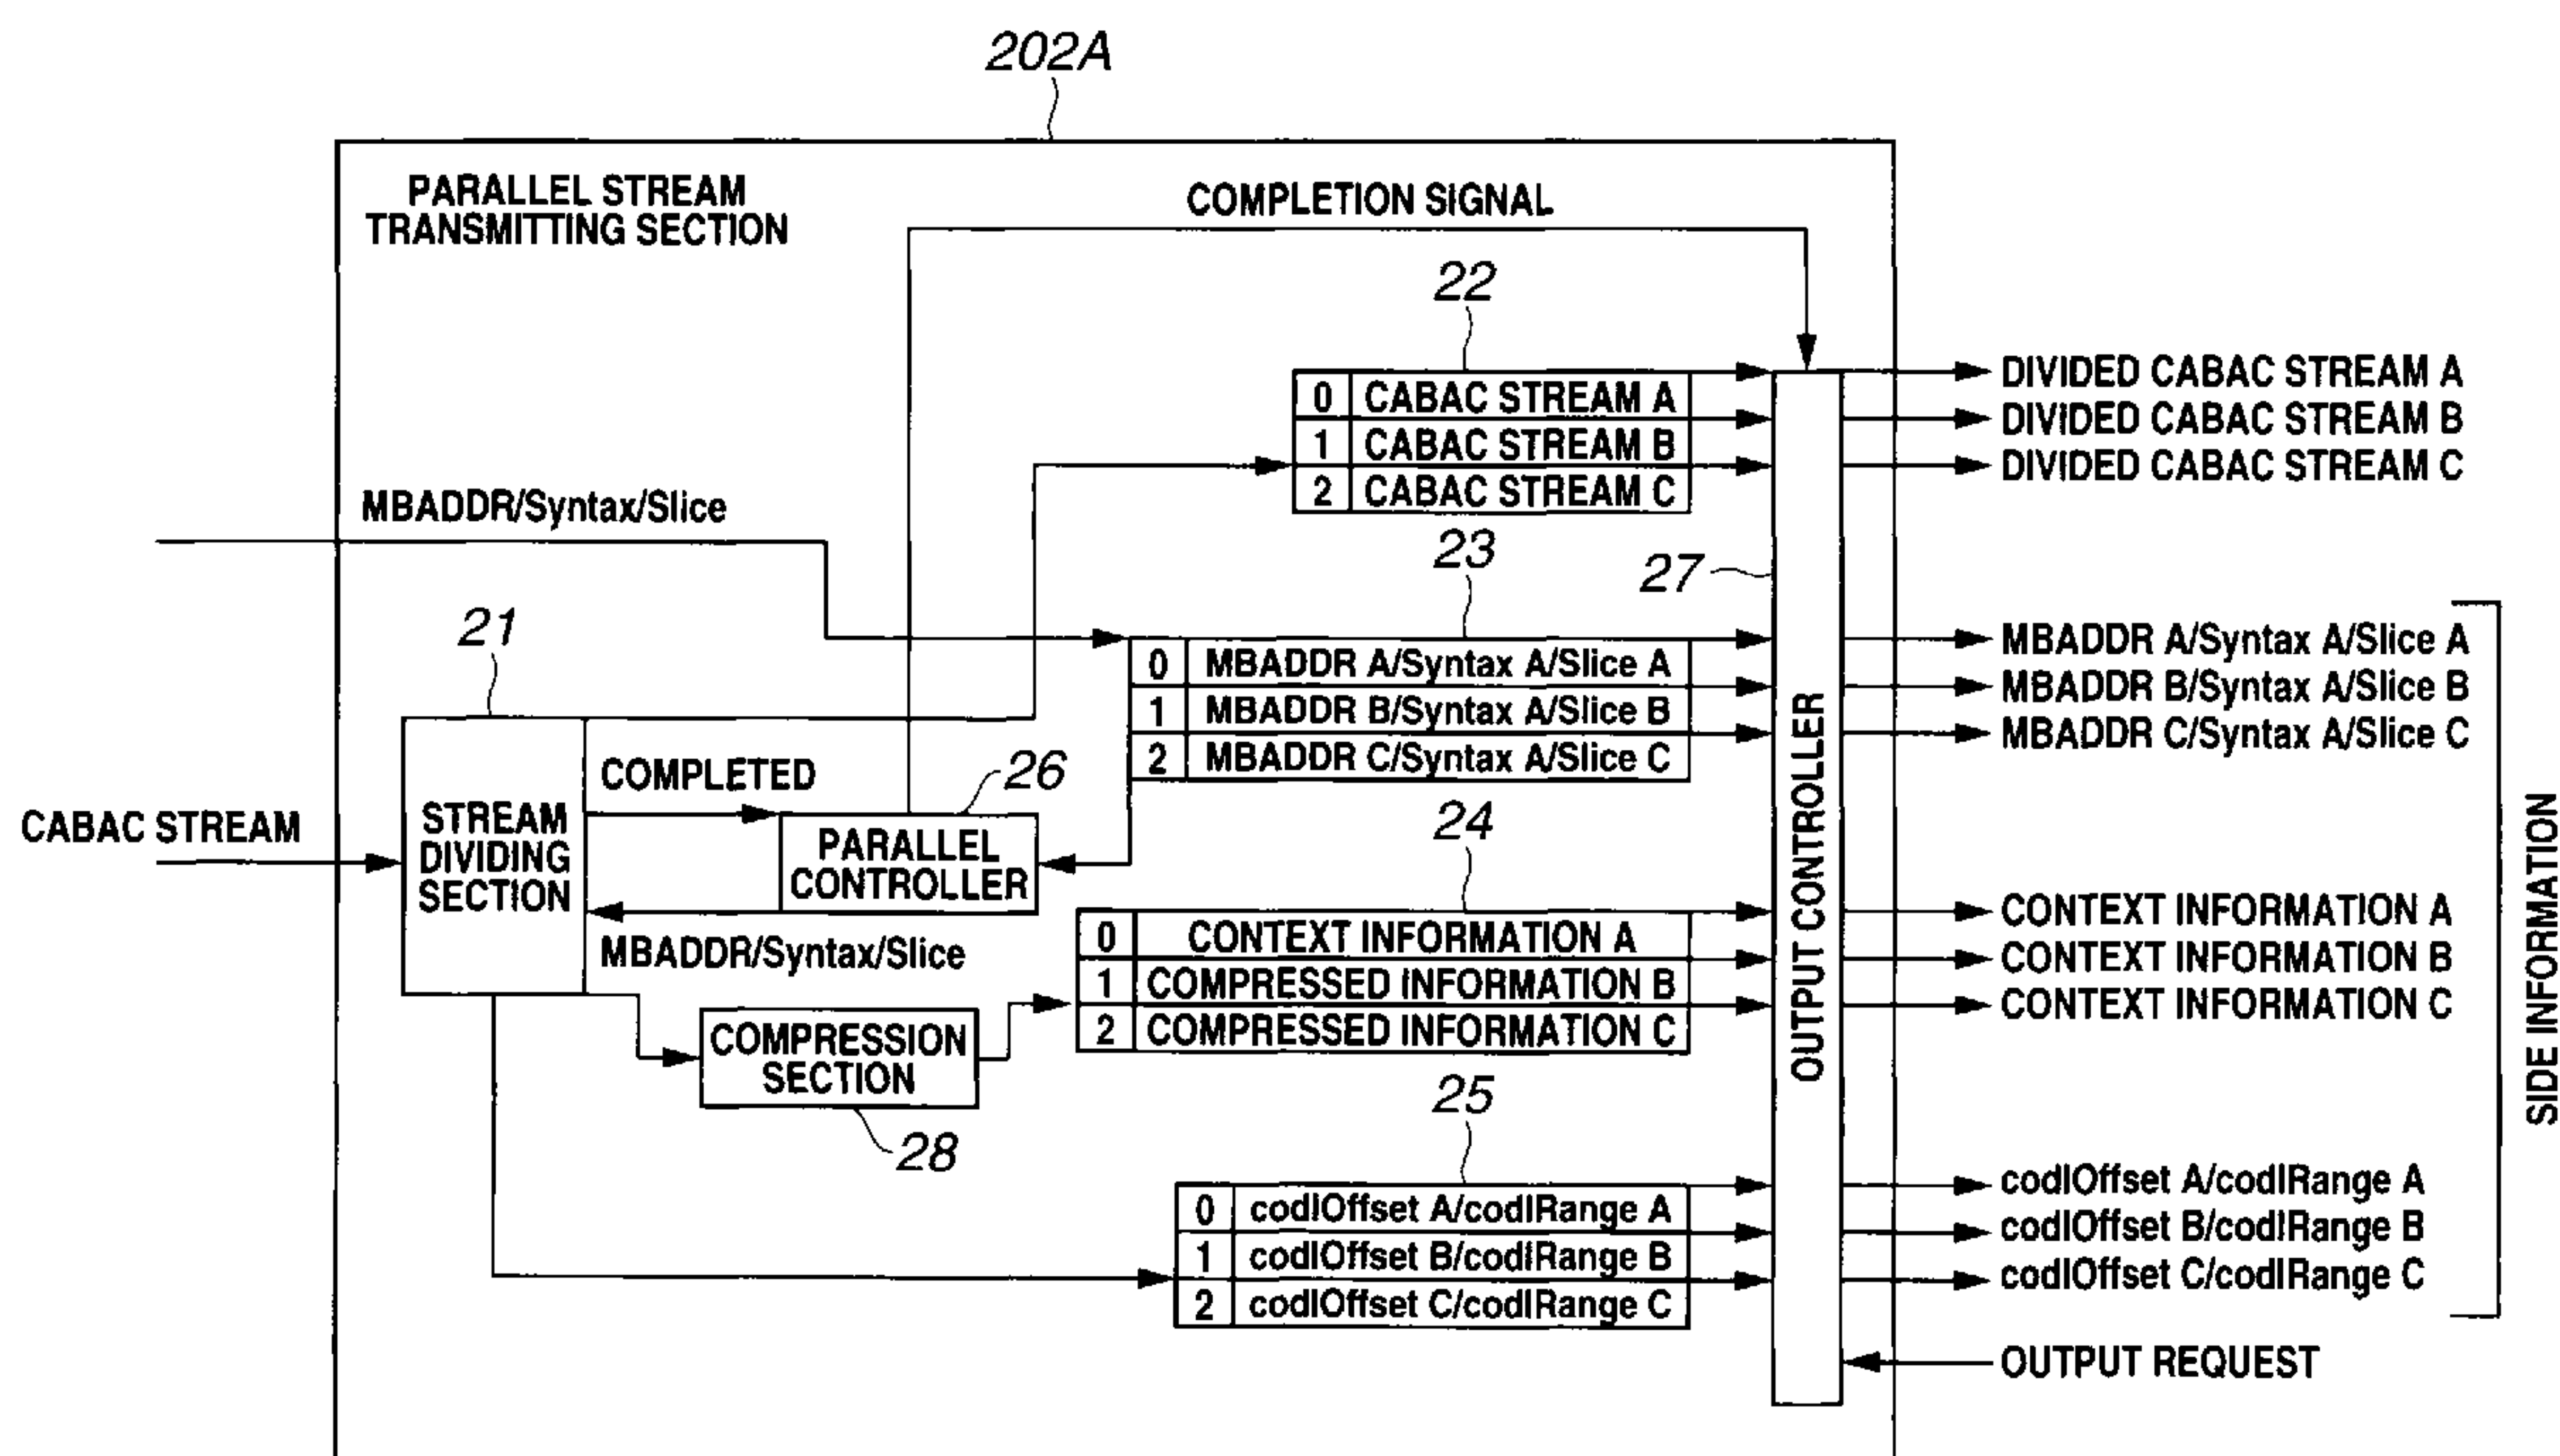 202A
PARALLEL STREAM
TRANSMITTING SECTION
COMPLETION SIGNAL
22
0 CABAC STREAM A
1 CABAC STREAM B
2 CABAC STREAM C
DIVIDED CABAC STREAM A
DIVIDED CABAC STREAM B
DIVIDED CABAC STREAM C
MBADDR/Syntax/Slice
23
27
0 MBADDR A/Syntax A/Slice A
1 MBADDR B/Syntax A/Slice B
2 MBADDR C/Syntax A/Slice C
MBADDR A/Syntax A/Slice A
MBADDR B/Syntax A/Slice B
MBADDR C/Syntax A/Slice C
21
COMPLETED
26
CABAC STREAM
STREAM
DIVIDING
SECTION
PARALLEL
CONTROLLER
MBADDR/Syntax/Slice
24
0 CONTEXT INFORMATION A
1 COMPRESSED INFORMATION B
2 COMPRESSED INFORMATION C
OUTPUT CONTROLLER
CONTEXT INFORMATION A
CONTEXT INFORMATION B
CONTEXT INFORMATION C
SIDE INFORMATION
COMPRESSION
SECTION
28
25
0 codIOffset A/codIRange A
1 codIOffset B/codIRange B
2 codIOffset C/codIRange C
codIOffset A/codIRange A
codIOffset B/codIRange B
codIOffset C/codIRange C
OUTPUT REQUEST